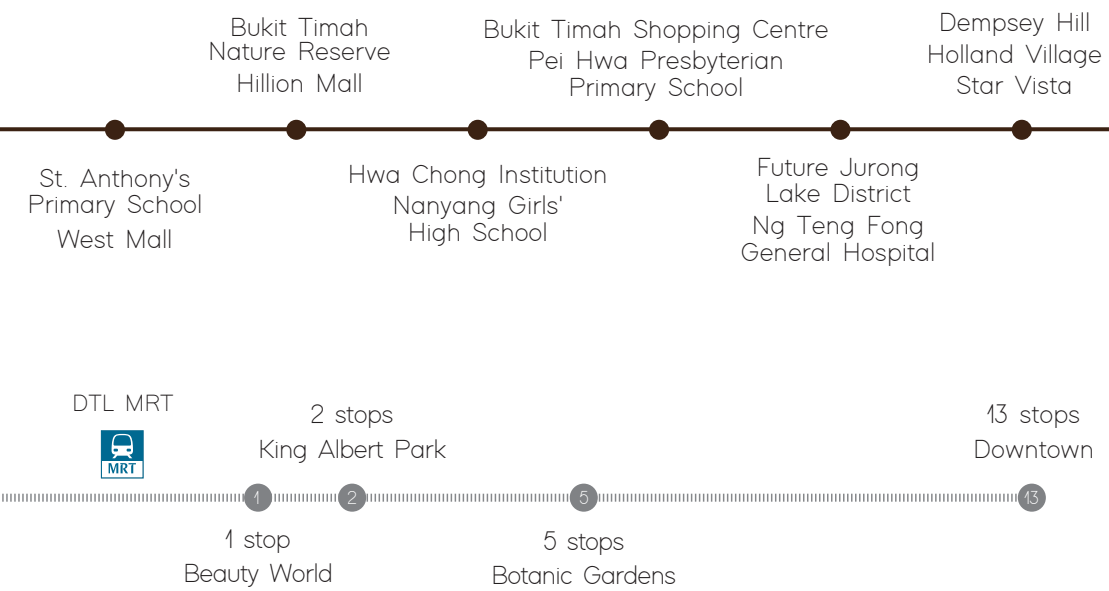 Bukit Timah
Nature Reserve
Hillion Mall
Bukit Timah Shopping Centre
Pei Hwa Presbyterian
Primary School
Dempsey Hill
Holland Village
Star Vista
St. Anthony's
Primary School
West Mall
Hwa Chong Institution
Nanyang Girls'
High School
Future Jurong
Lake District
Ng Teng Fong
General Hospital
DTL MRT
MRT
2 stops
King Albert Park
13 stops
Downtown
1
2
5
13
1 stop
Beauty World
5 stops
Botanic Gardens